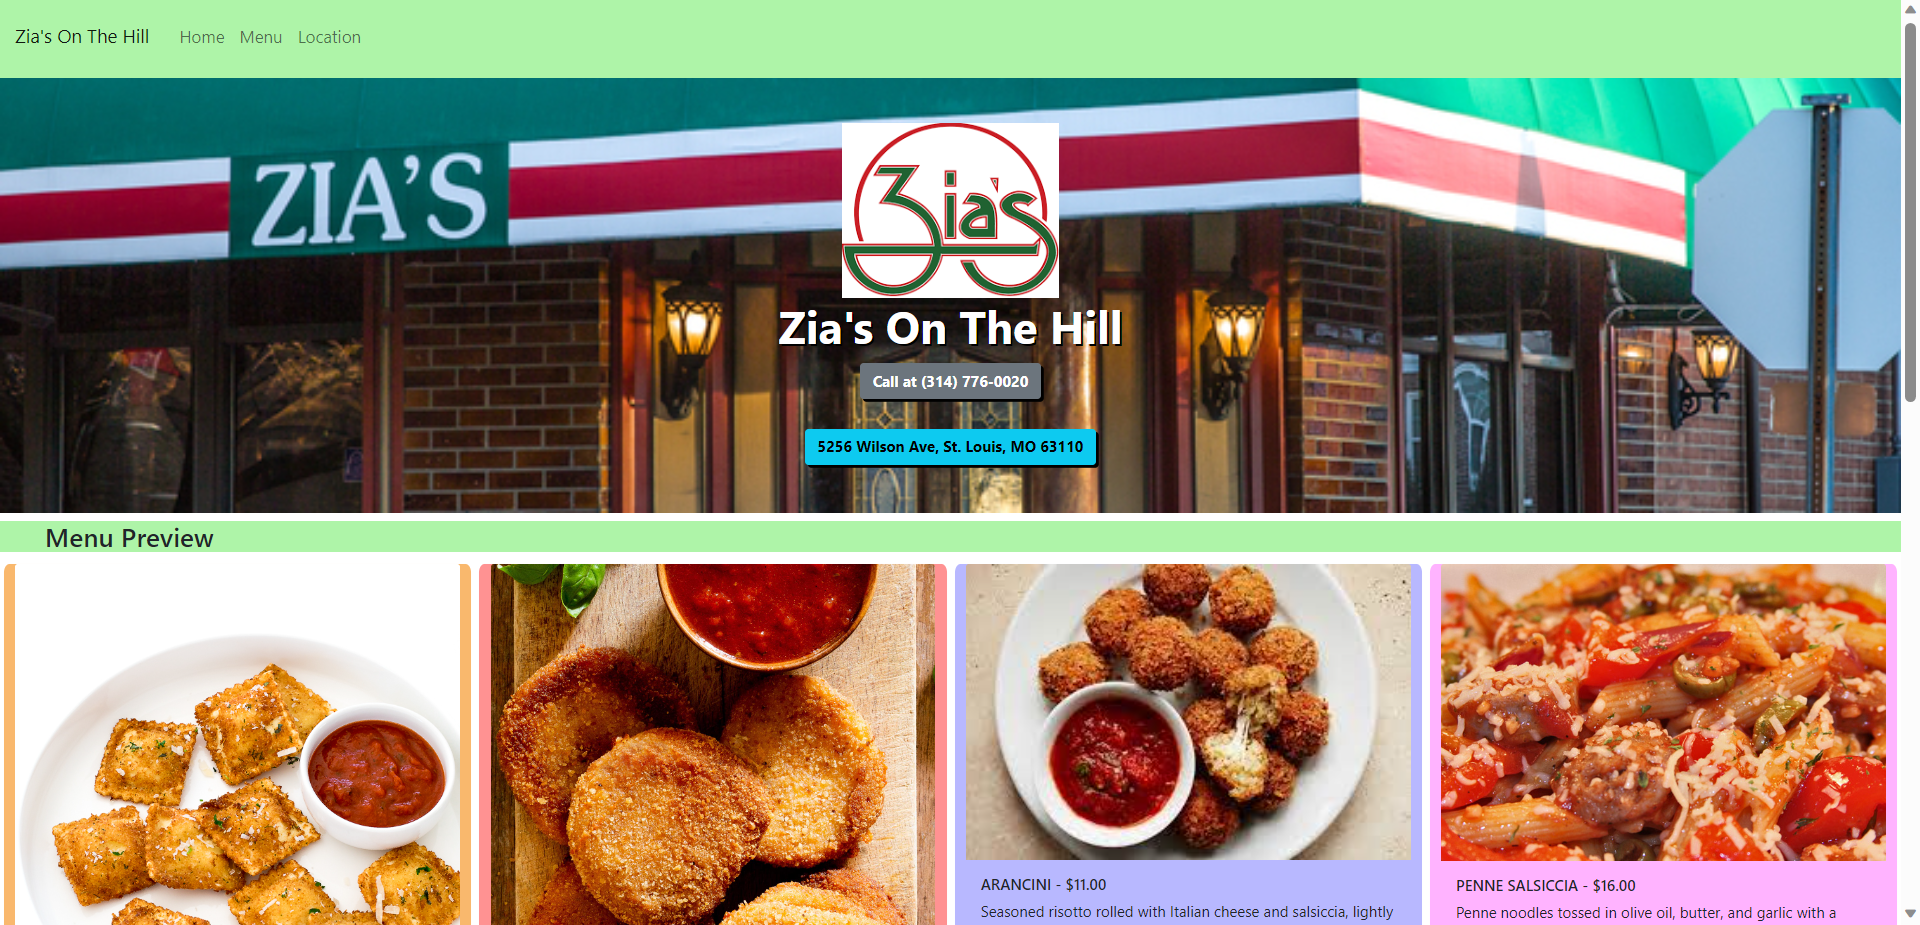 Zia's On The Hill Home Menu Location
ZIA'S
Zia's
Zia's On The Hill
Call at (314) 776-0020
5256 Wilson Ave, St. Louis, MO 63110
Menu Preview
ARANCINI - $11.00
Seasoned risotto rolled with Italian cheese and salsiccia, lightly
PENNE SALSICCIA - $16.00
Penne noodles tossed in olive oil, butter, and garlic with a